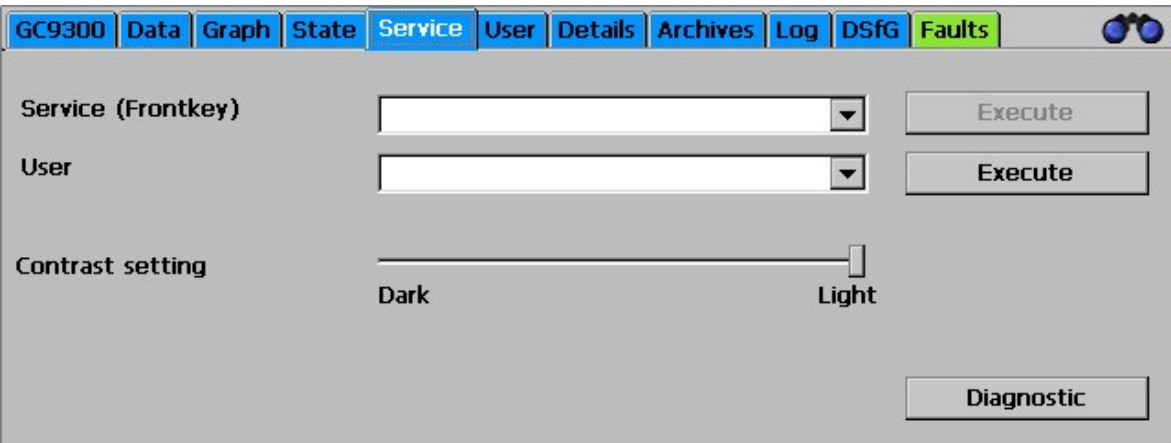 GC9300 Data Graph State Service User Details Archives Log DSfG Faults
Service (Frontkey) Execute
User Execute
Contrast setting
Dark Light
Diagnostic